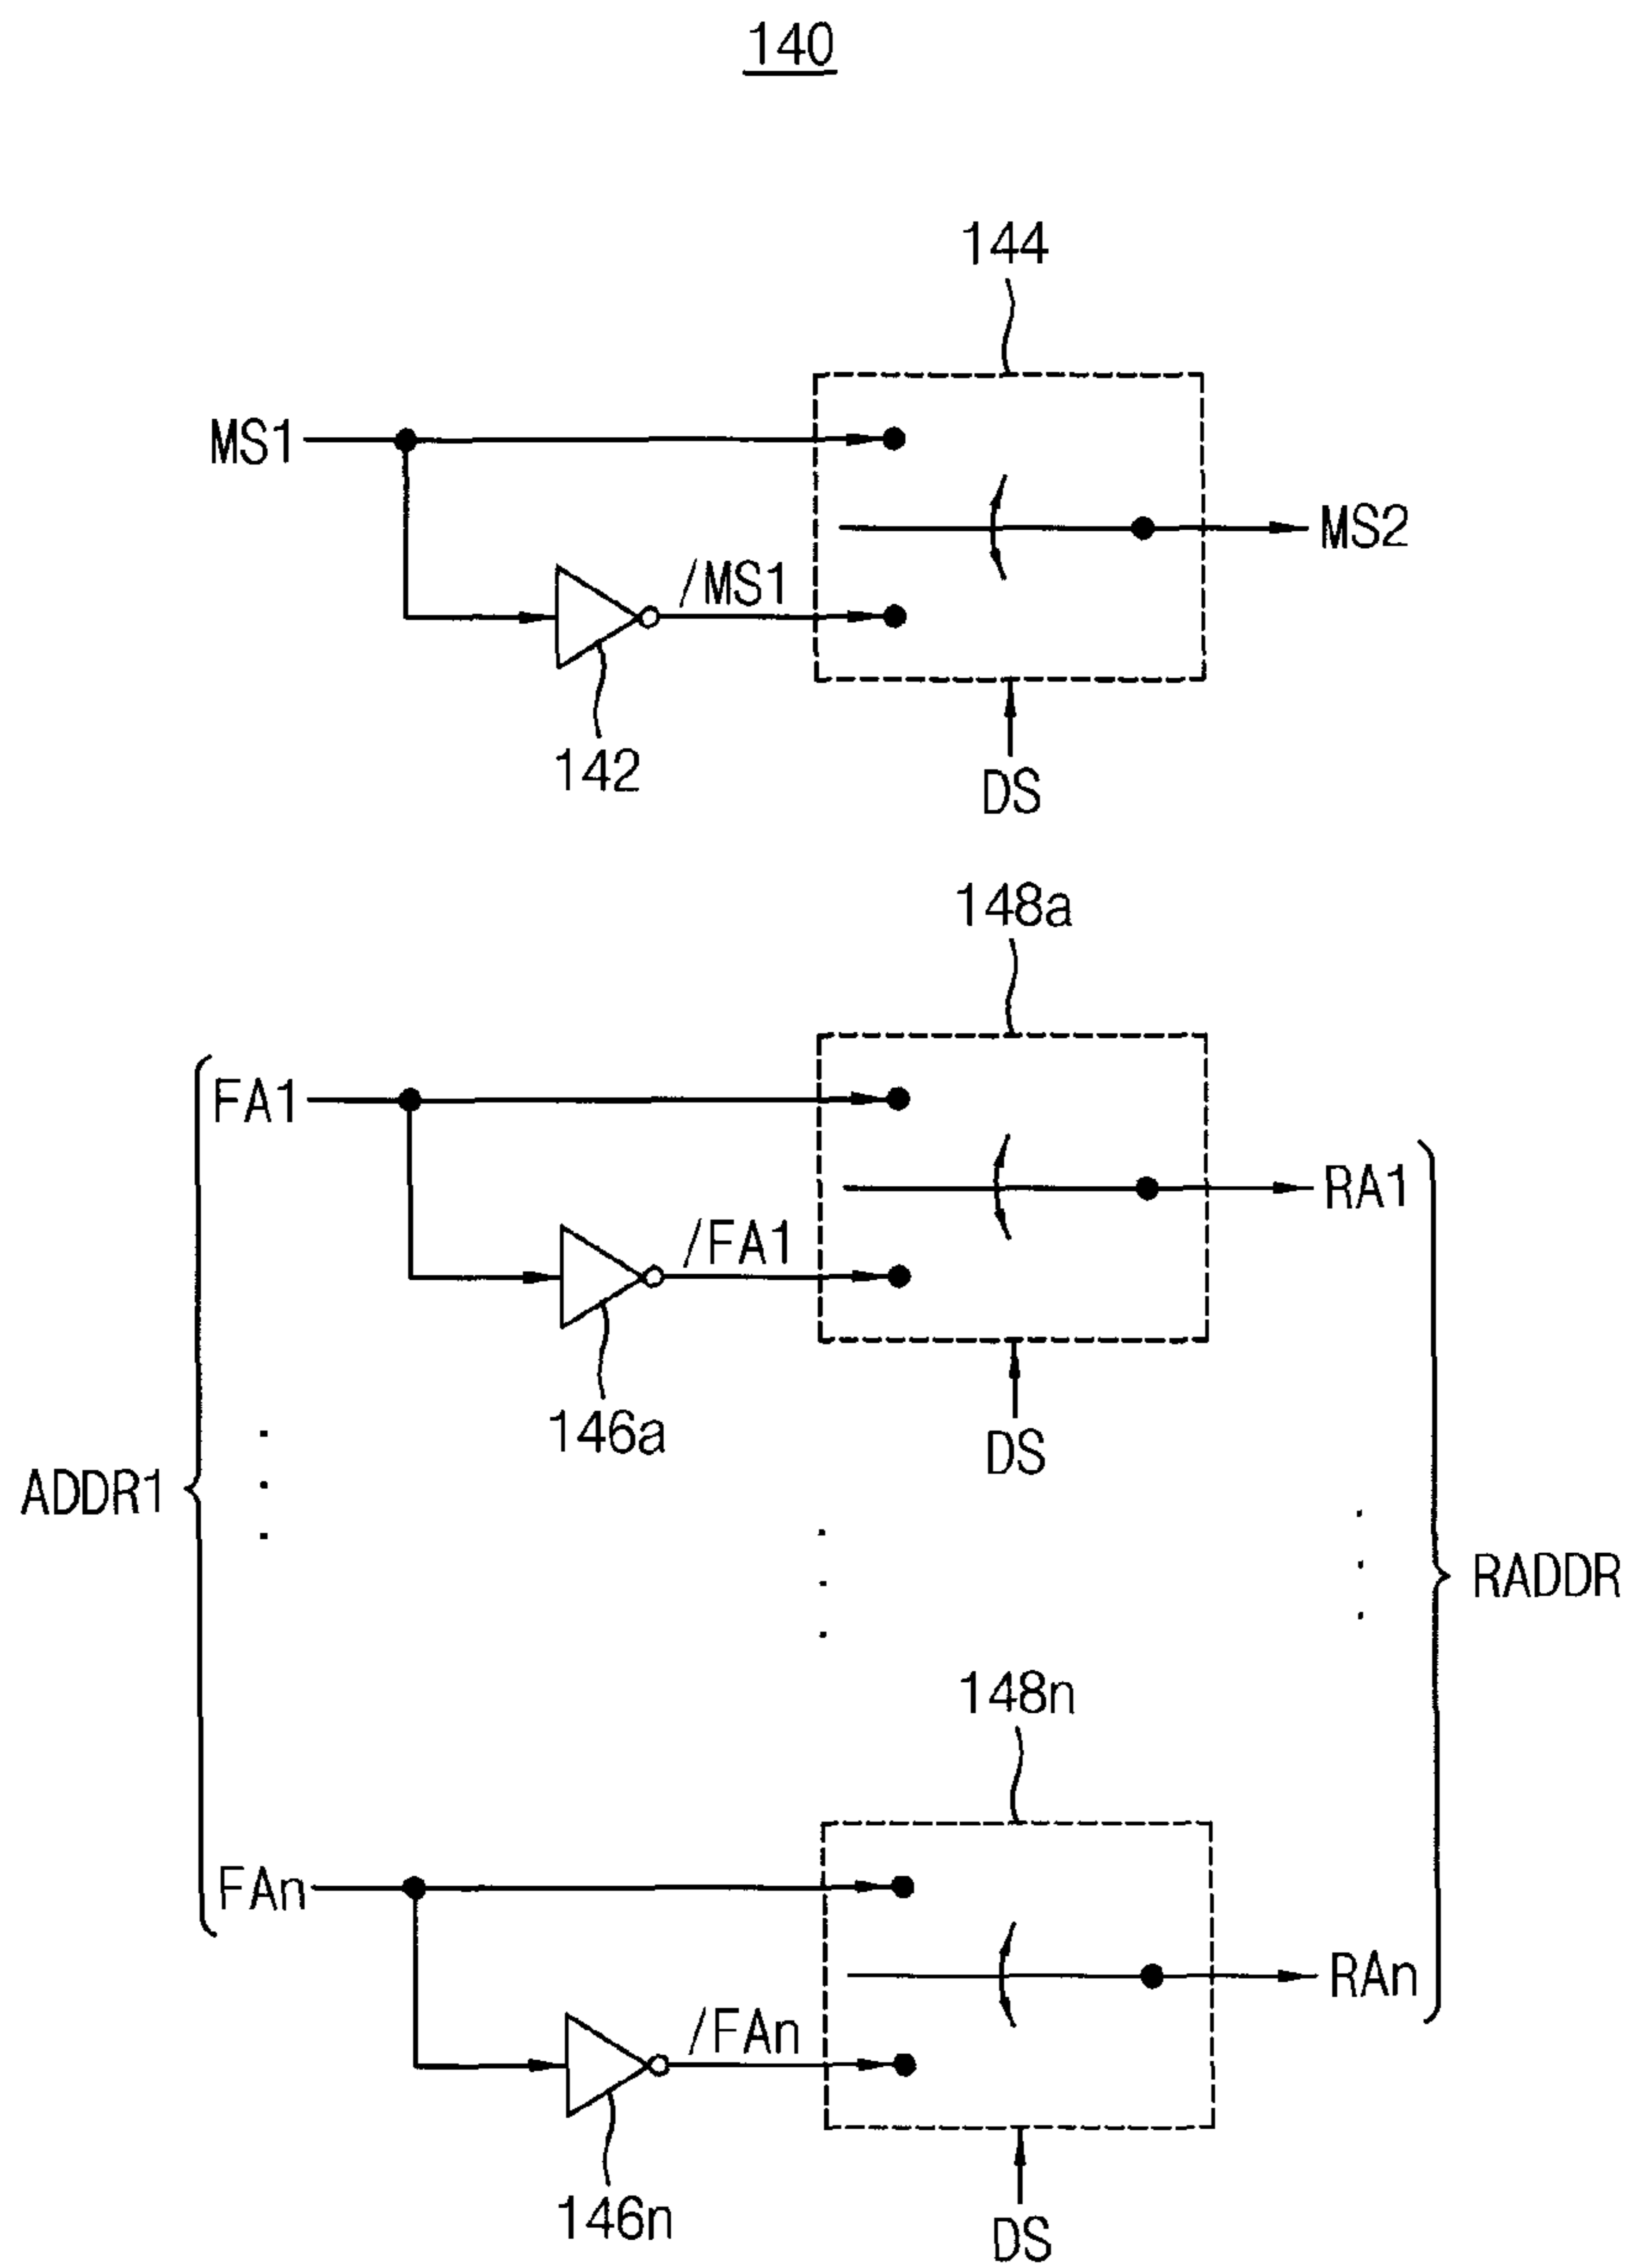 140
144
MS1
MS2
/MS1
142
DS
148a
FA1
RA1
/FA1
146a
DS
ADDR1
RADDR
148n
FAn
RAn
/FAn
146n
DS